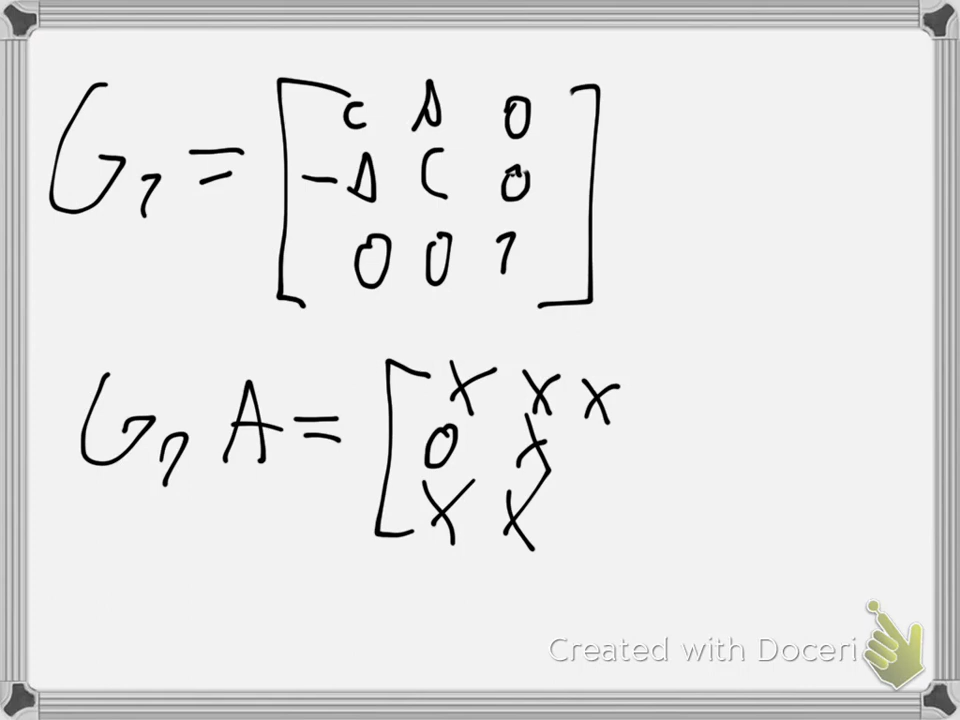 G₁ = [ c s 0
-s c 0
0 0 1 ]
G₁ A = [ x x x
0 x
x x
Created with Doceri